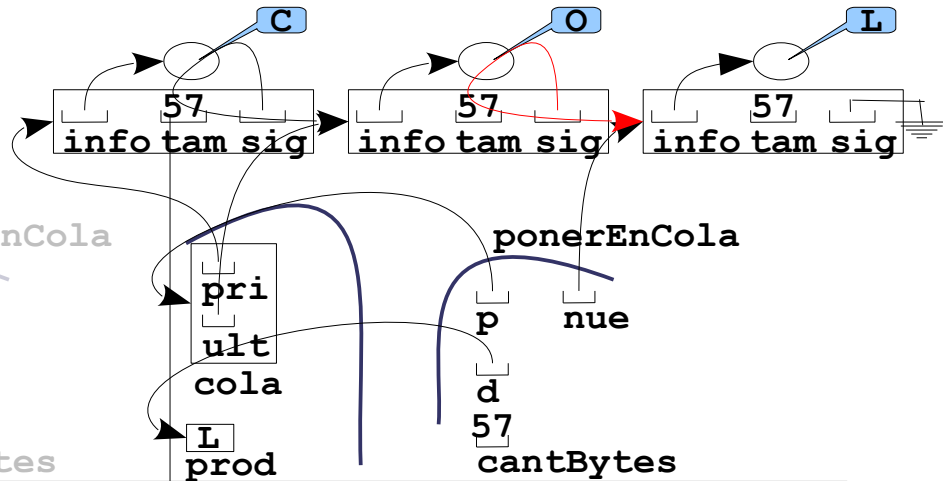 C O L
57 57 57
info tam sig info tam sig info tam sig
nCola ponerEnCola
pri p nue
ult
cola d
57
L
tes prod cantBytes